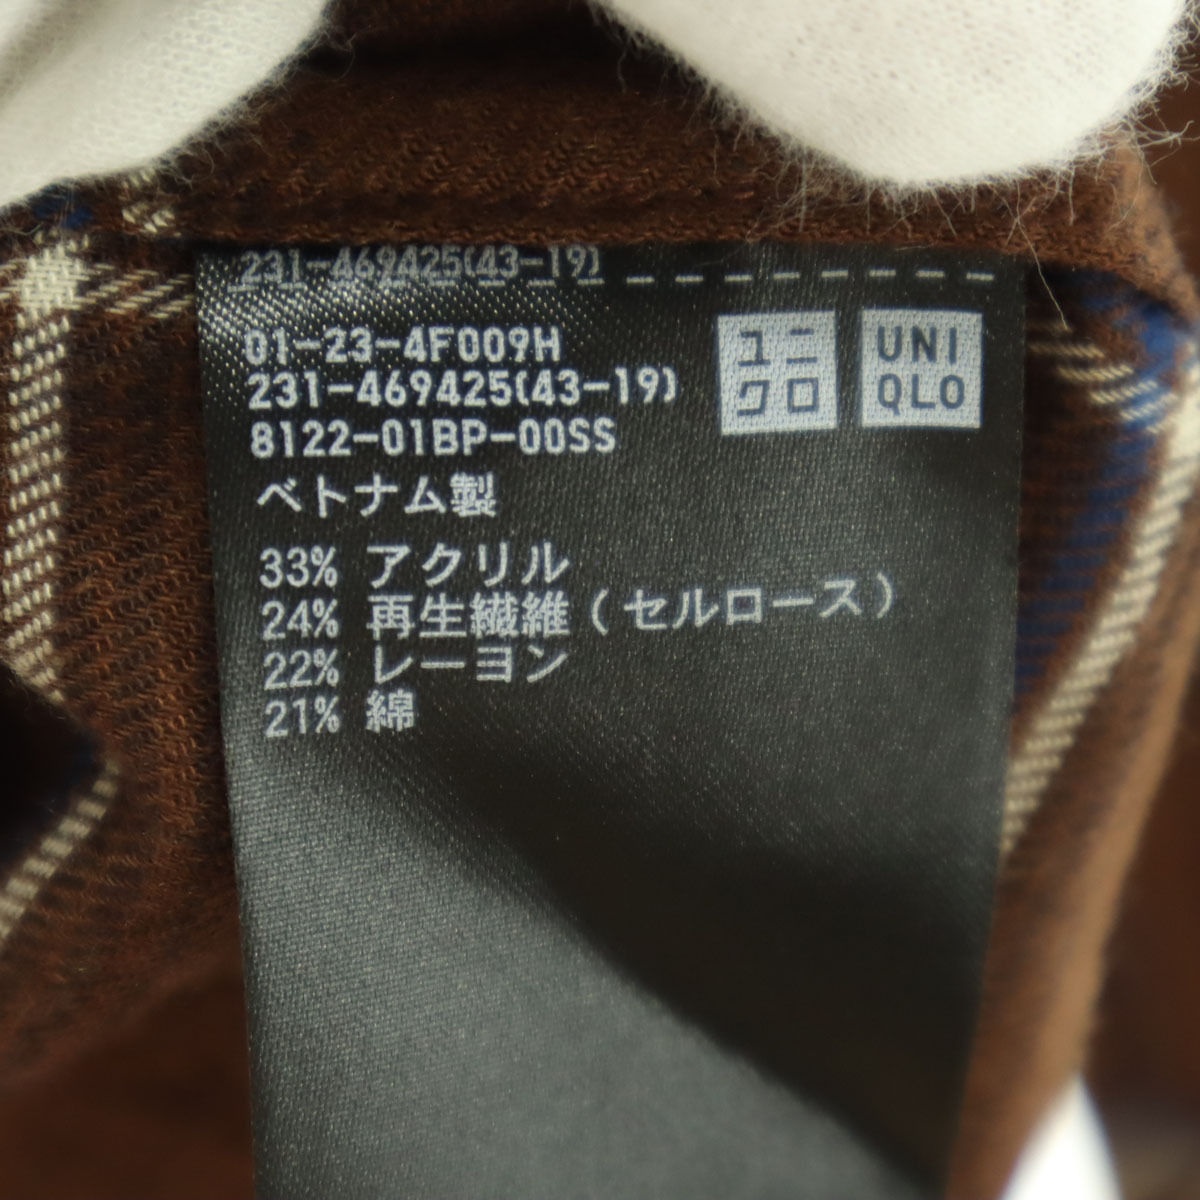 231-469425(43-19)
01-23-4F009H
231-469425(43-19)
8122-01BP-00SS
ユニ
クロ
UNI
QLO
ベトナム製
33% アクリル
24% 再生繊維(セルロース)
22% レーヨン
21% 綿